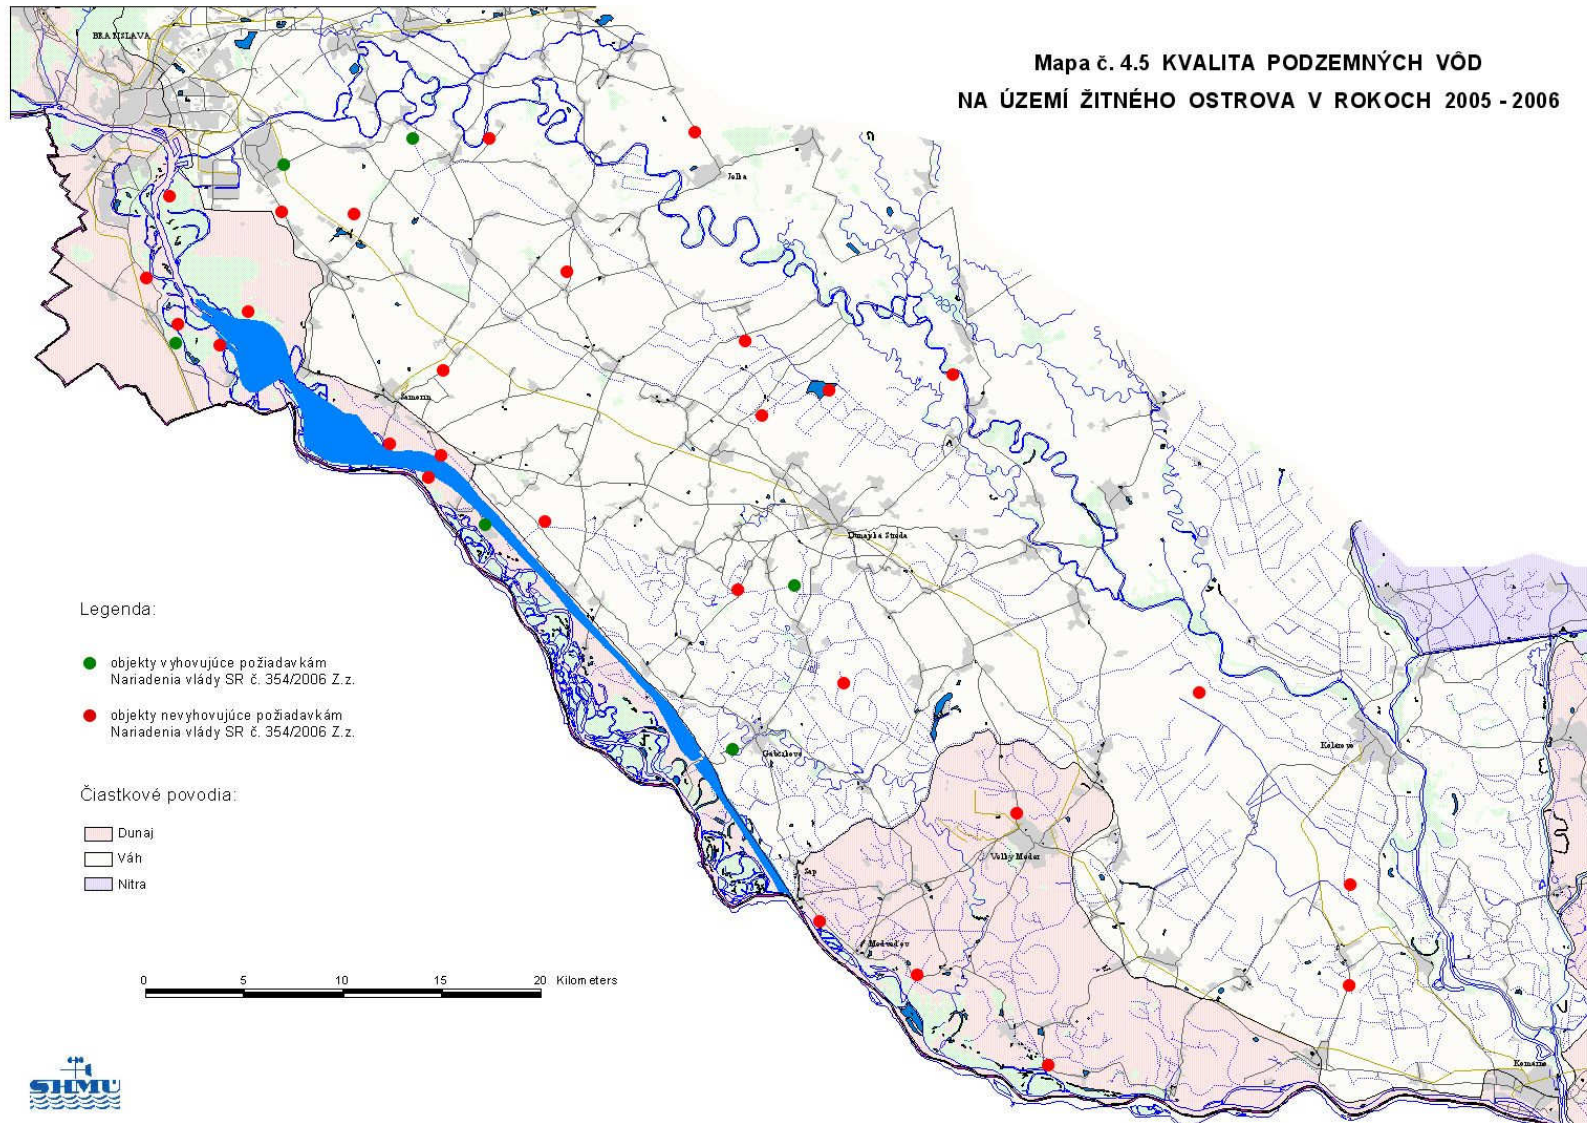 Mapa č. 4.5 KVALITA PODZEMNÝCH VÔD
NA ÚZEMÍ ŽITNÉHO OSTROVA V ROKOCH 2005 - 2006
BRATISLAVA
Jelka
Šamorín
Dunajská Streda
Gabčíkovo
Kolárovo
Veľký Meder
Sap
Medveďov
Komárno
Legenda:
objekty vyhovujúce požiadavkám
Nariadenia vlády SR č. 354/2006 Z.z.
objekty nevyhovujúce požiadavkám
Nariadenia vlády SR č. 354/2006 Z.z.
Čiastkové povodia:
Dunaj
Váh
Nitra
0 5 10 15 20 Kilometers
SHMÚ